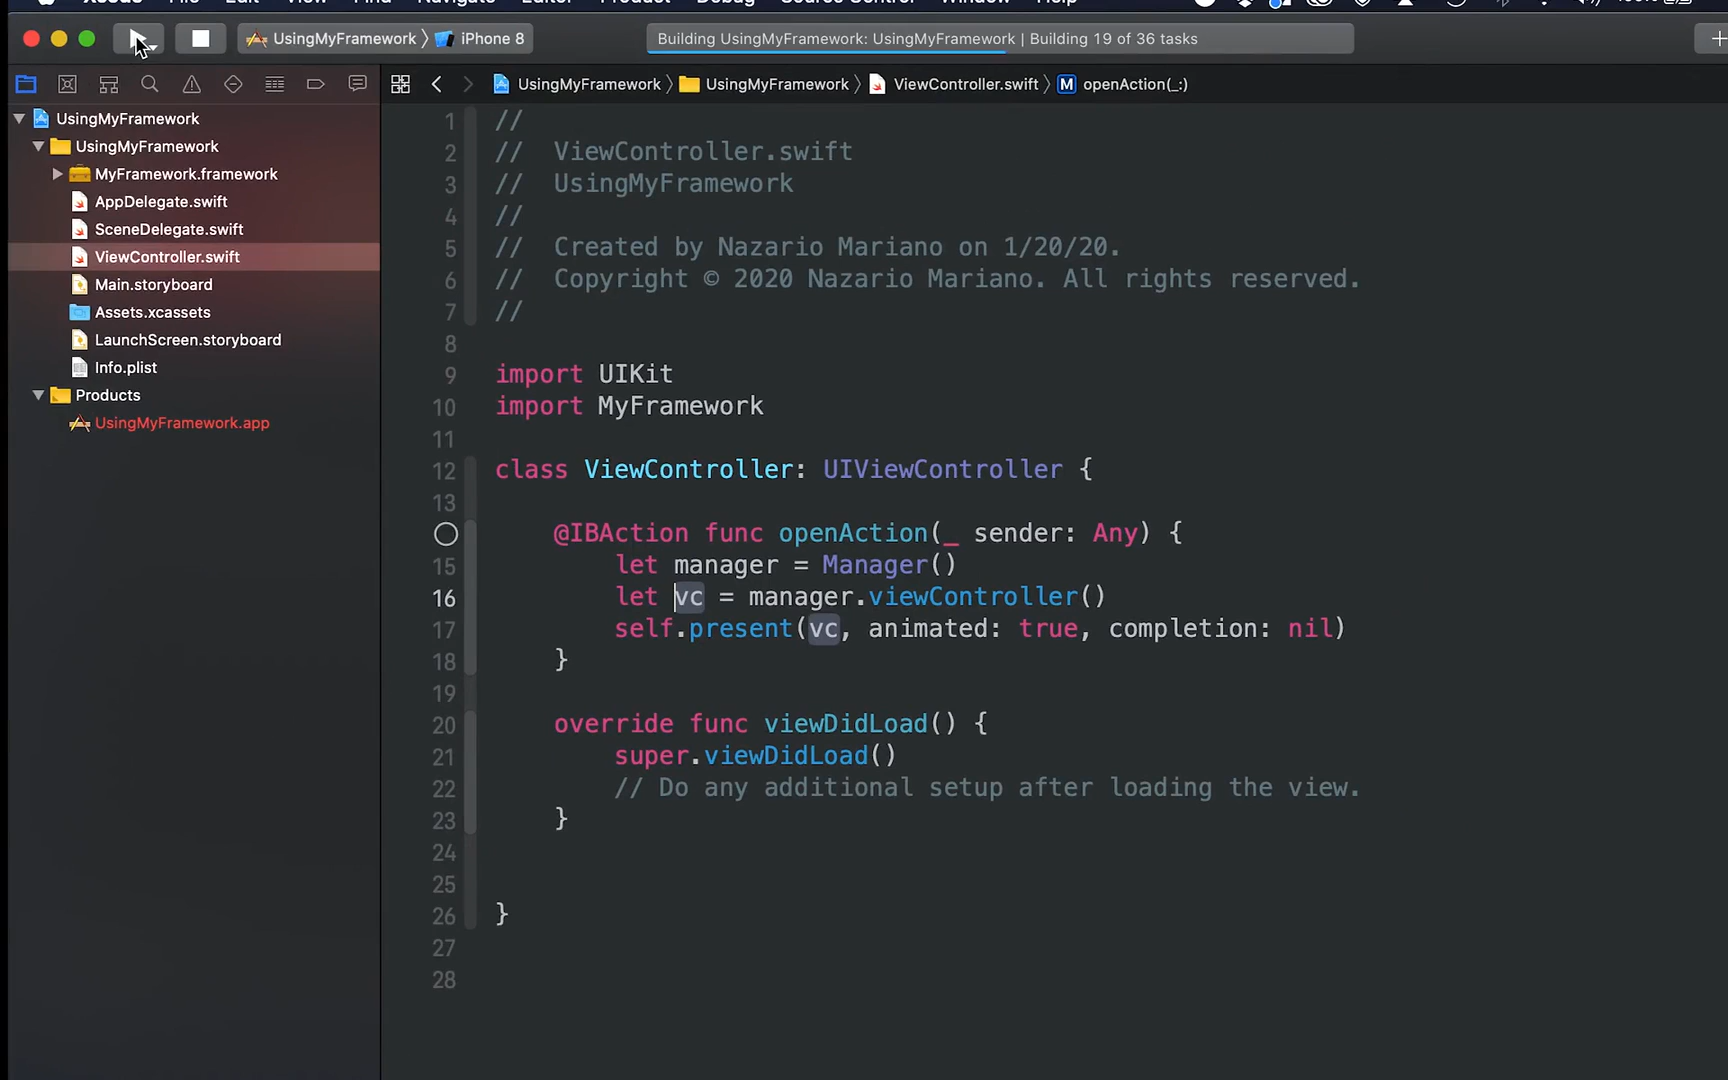 UsingMyFramework 〉 iPhone 8
Building UsingMyFramework: UsingMyFramework | Building 19 of 36 tasks
UsingMyFramework 〉 UsingMyFramework 〉 ViewController.swift 〉 M openAction(_:)
UsingMyFramework
UsingMyFramework
MyFramework.framework
AppDelegate.swift
SceneDelegate.swift
ViewController.swift
Main.storyboard
Assets.xcassets
LaunchScreen.storyboard
Info.plist
Products
UsingMyFramework.app
1 //
2 //  ViewController.swift
3 //  UsingMyFramework
4 //
5 //  Created by Nazario Mariano on 1/20/20.
6 //  Copyright © 2020 Nazario Mariano. All rights reserved.
7 //
8
9 import UIKit
10 import MyFramework
11
12 class ViewController: UIViewController {
13
@IBAction func openAction(_ sender: Any) {
15 let manager = Manager()
16 let vc = manager.viewController()
17 self.present(vc, animated: true, completion: nil)
18 }
19
20 override func viewDidLoad() {
21 super.viewDidLoad()
22 // Do any additional setup after loading the view.
23 }
24
25
26 }
27
28